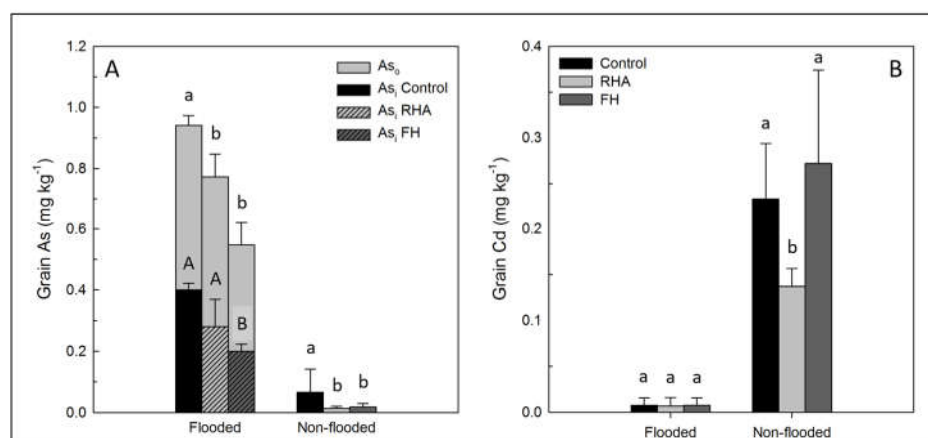 A
As₀
Asᵢ Control
Asᵢ RHA
Asᵢ FH
Grain As (mg kg⁻¹)
1.2
1.0
0.8
0.6
0.4
0.2
0.0
a
b
b
A
A
B
a
b
b
Flooded
Non-flooded
B
Control
RHA
FH
Grain Cd (mg kg⁻¹)
0.4
0.3
0.2
0.1
0.0
a
a
a
a
b
a
Flooded
Non-flooded